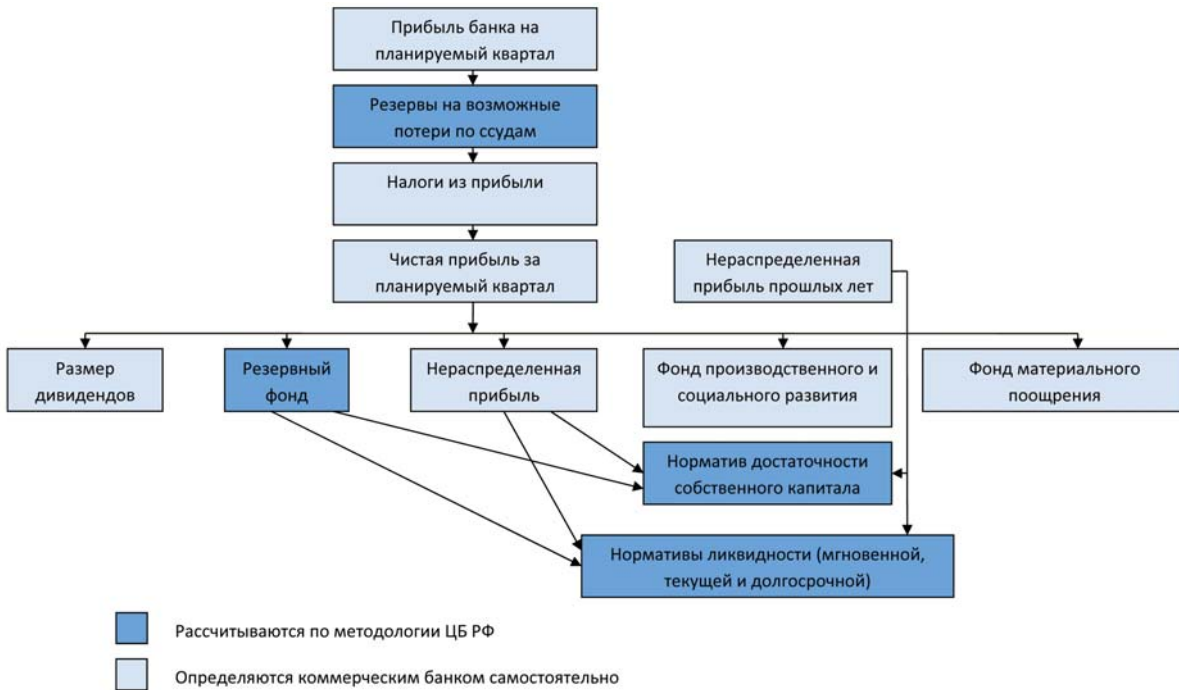 Прибыль банка на
планируемый квартал
Резервы на возможные
потери по ссудам
Налоги из прибыли
Чистая прибыль за
планируемый квартал
Нераспределенная
прибыль прошлых лет
Размер
дивидендов
Резервный
фонд
Нераспределенная
прибыль
Фонд производственного и
социального развития
Фонд материального
поощрения
Норматив достаточности
собственного капитала
Нормативы ликвидности (мгновенной,
текущей и долгосрочной)
Рассчитываются по методологии ЦБ РФ
Определяются коммерческим банком самостоятельно